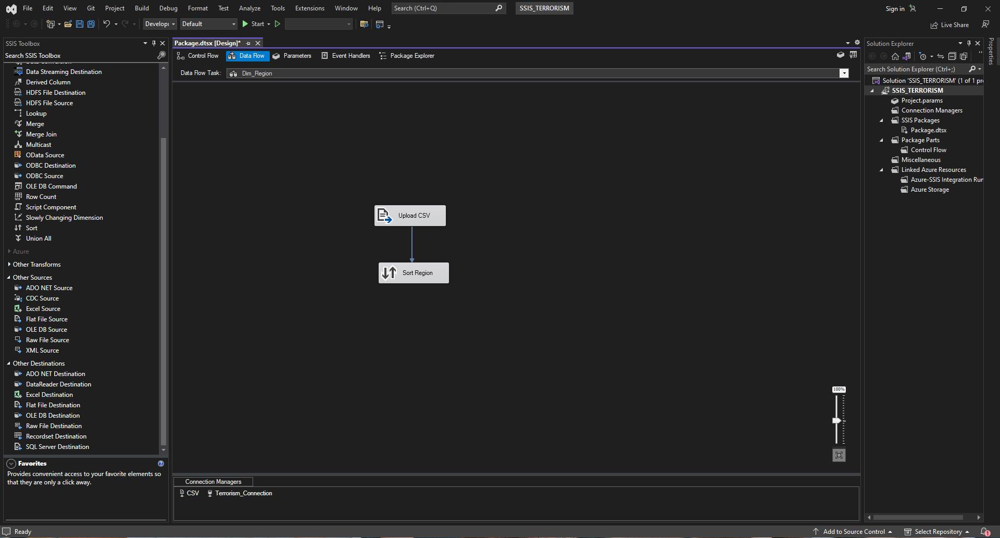 File Edit View Git Project Build Debug Format Test Analyze Tools Extensions Window Help Search (Ctrl+Q) SSIS_TERRORISM Sign in
Develop Default Start Live Share
SSIS Toolbox
Search SSIS Toolbox
Data Conversion
Data Streaming Destination
Derived Column
HDFS File Destination
HDFS File Source
Lookup
Merge
Merge Join
Multicast
OData Source
ODBC Destination
ODBC Source
OLE DB Command
Row Count
Script Component
Slowly Changing Dimension
Sort
Union All
Azure
Other Transforms
Other Sources
ADO NET Source
CDC Source
Excel Source
Flat File Source
OLE DB Source
Raw File Source
XML Source
Other Destinations
ADO NET Destination
DataReader Destination
Excel Destination
Flat File Destination
OLE DB Destination
Raw File Destination
Recordset Destination
SQL Server Destination
Favorites
Provides convenient access to your favorite elements so
that they are only a click away.
Package.dtsx [Design]*
Control Flow Data Flow Parameters Event Handlers Package Explorer
Data Flow Task: Dim_Region
Upload CSV
Sort Region
100%
Connection Managers
CSV Terrorism_Connection
Solution Explorer
Search Solution Explorer (Ctrl+;)
Solution 'SSIS_TERRORISM' (1 of 1 pr
SSIS_TERRORISM
Project.params
Connection Managers
SSIS Packages
Package.dtsx
Package Parts
Control Flow
Miscellaneous
Linked Azure Resources
Azure-SSIS Integration Run
Azure Storage
Properties
Ready Add to Source Control Select Repository 1